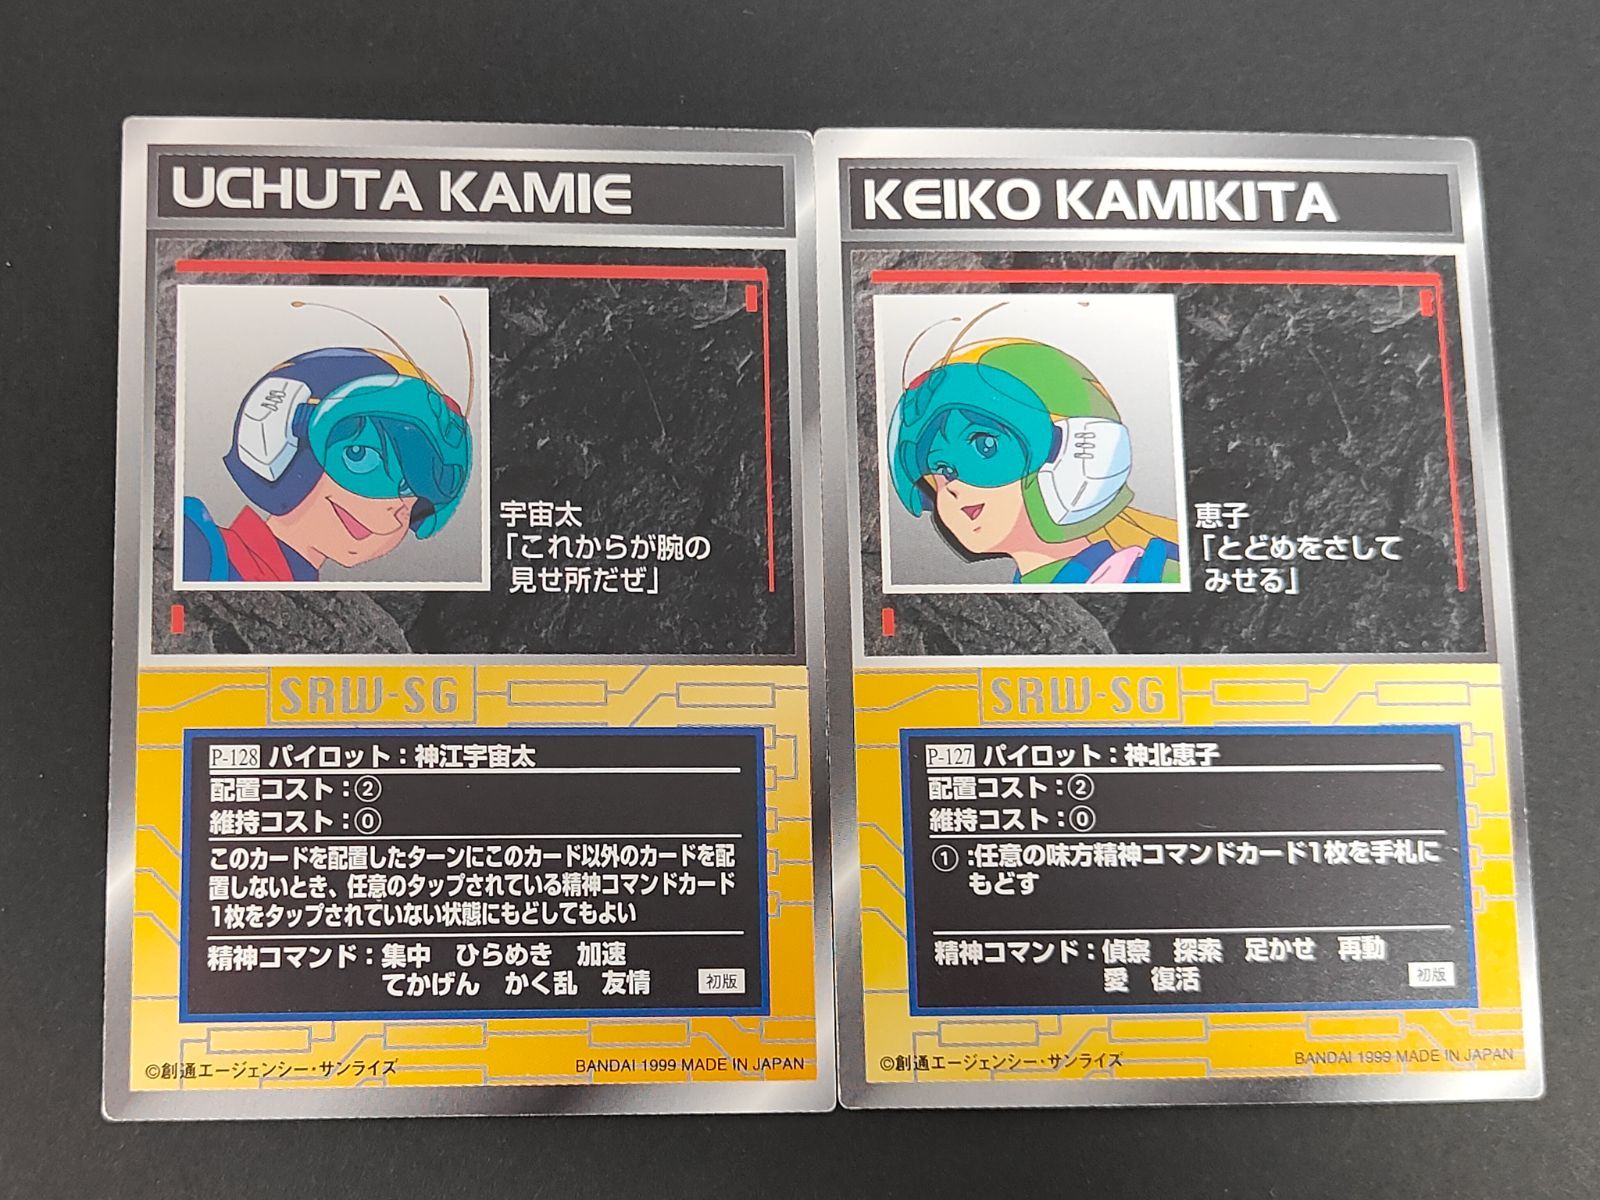 UCHUTA KAMIE
宇宙太
「これからが腕の
見せ所だぜ」
SRW-SG
P-128 パイロット:神江宇宙太
配置コスト:②
維持コスト:⓪
このカードを配置したターンにこのカード以外のカードを配
置しないとき、任意のタップされている精神コマンドカード
1枚をタップされていない状態にもどしてもよい
精神コマンド:集中 ひらめき 加速
てかげん かく乱 友情
初版
©創通エージェンシー・サンライズ
BANDAI 1999 MADE IN JAPAN
KEIKO KAMIKITA
恵子
「とどめをさして
みせる」
SRW-SG
P-127 パイロット:神北恵子
配置コスト:②
維持コスト:⓪
①:任意の味方精神コマンドカード1枚を手札に
もどす
精神コマンド:偵察 探索 足かせ 再動
愛 復活
初版
©創通エージェンシー・サンライズ
BANDAI 1999 MADE IN JAPAN